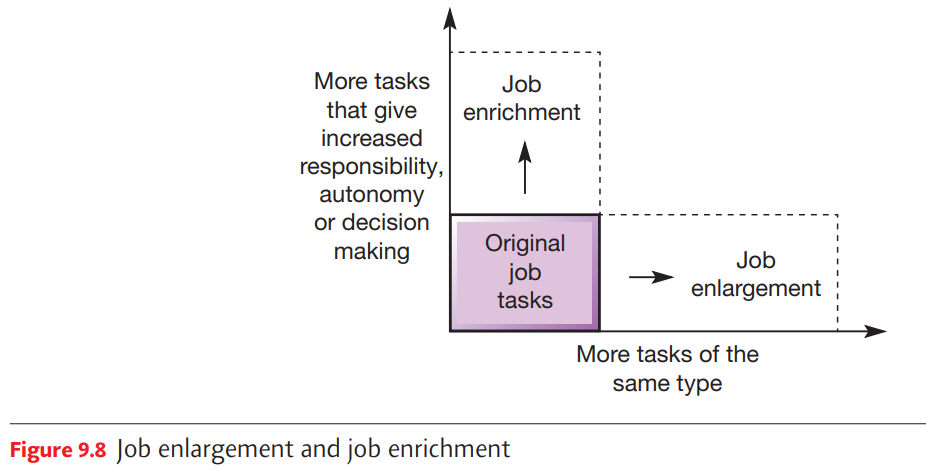 More tasks
that give
increased
responsibility,
autonomy
or decision
making
Job
enrichment
Original
job
tasks
Job
enlargement
More tasks of the
same type
Figure 9.8 Job enlargement and job enrichment